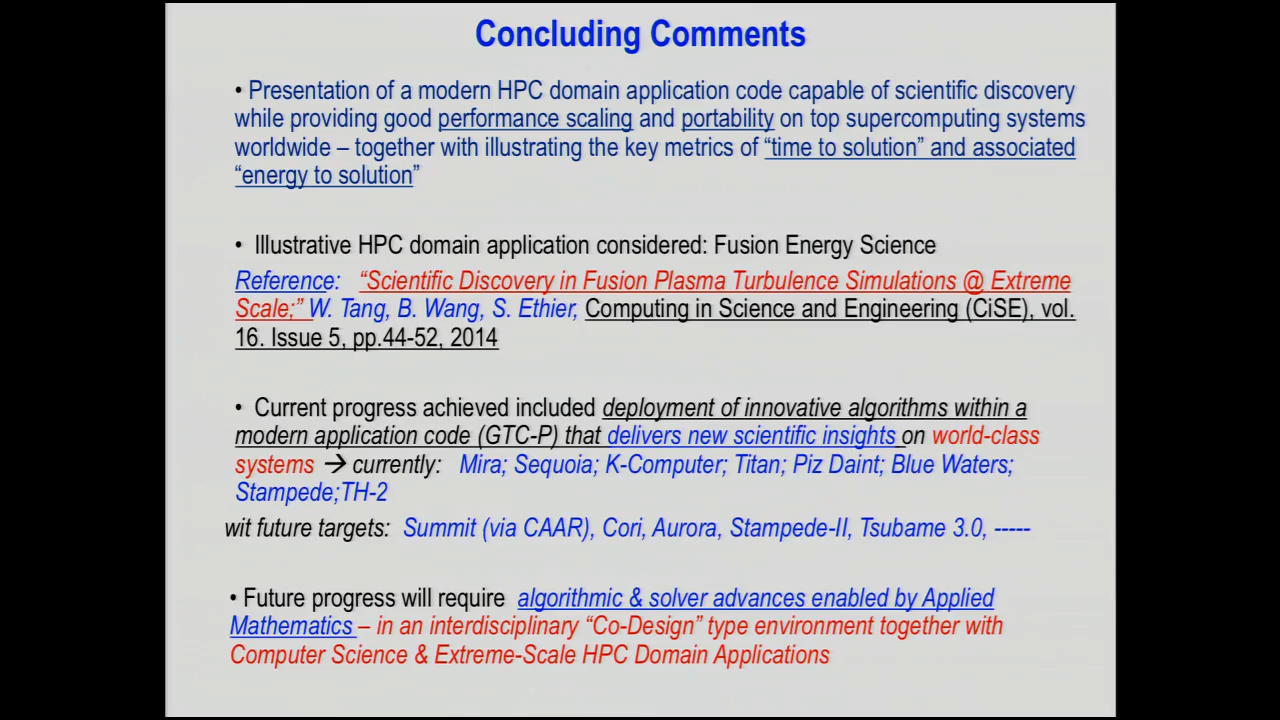 Concluding Comments
• Presentation of a modern HPC domain application code capable of scientific discovery
while providing good performance scaling and portability on top supercomputing systems
worldwide – together with illustrating the key metrics of “time to solution” and associated
“energy to solution”
• Illustrative HPC domain application considered: Fusion Energy Science
Reference: “Scientific Discovery in Fusion Plasma Turbulence Simulations @ Extreme
Scale;” W. Tang, B. Wang, S. Ethier, Computing in Science and Engineering (CiSE), vol.
16. Issue 5, pp.44-52, 2014
• Current progress achieved included deployment of innovative algorithms within a
modern application code (GTC-P) that delivers new scientific insights on world-class
systems → currently: Mira; Sequoia; K-Computer; Titan; Piz Daint; Blue Waters;
Stampede;TH-2
wit future targets: Summit (via CAAR), Cori, Aurora, Stampede-II, Tsubame 3.0, -----
• Future progress will require algorithmic & solver advances enabled by Applied
Mathematics – in an interdisciplinary “Co-Design” type environment together with
Computer Science & Extreme-Scale HPC Domain Applications